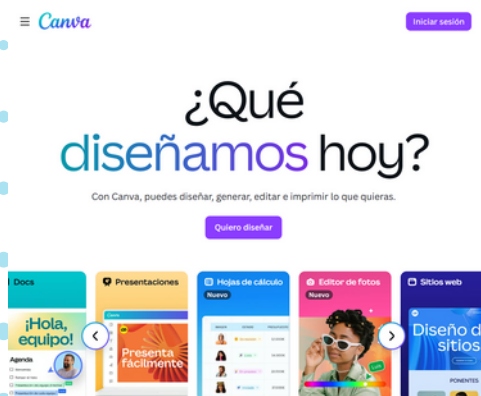 Canva
Iniciar sesión
¿Qué
diseñamos hoy?
Con Canva, puedes diseñar, generar, editar e imprimir lo que quieras.
Quiero diseñar
Docs
Presentaciones
Hojas de cálculo
Nuevo
Editor de fotos
Nuevo
Sitios web
¡Hola,
equipo!
Agenda
Presenta
fácilmente
Diseño d
sitios
PONENTES